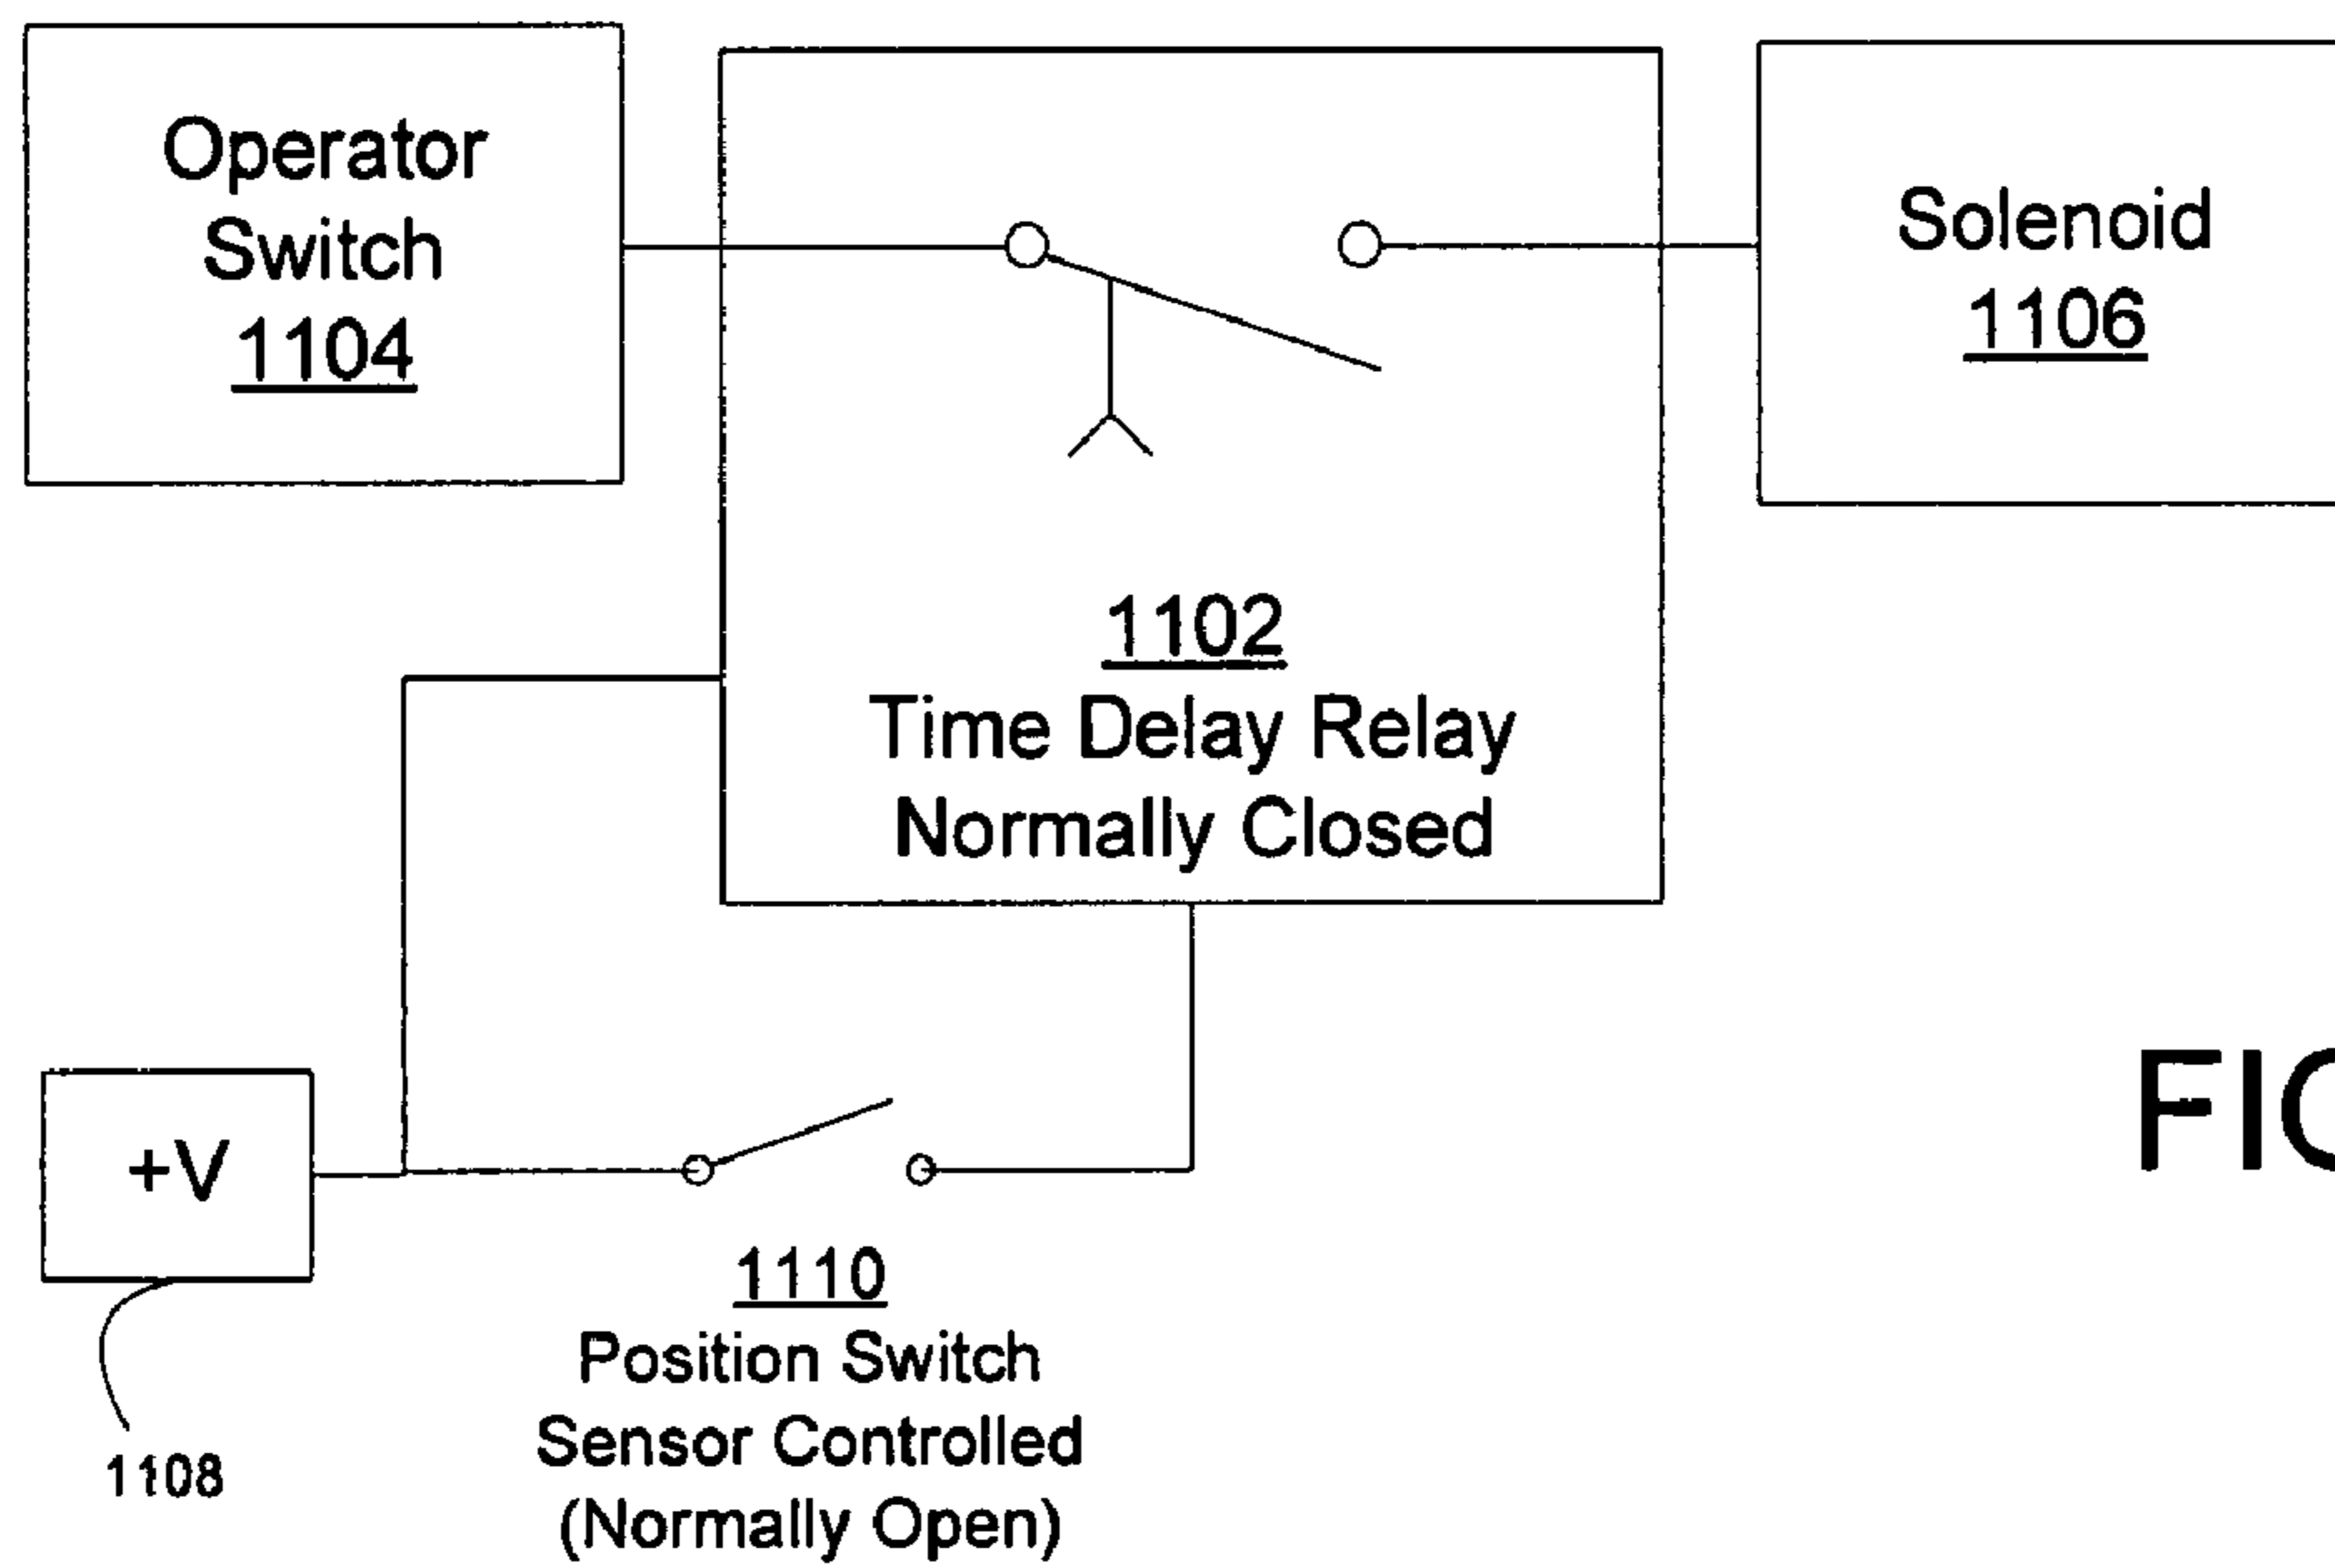 Operator
Switch
1104
Solenoid
1106
1102
Time Delay Relay
Normally Closed
+V
1108
1110
Position Switch
Sensor Controlled
(Normally Open)